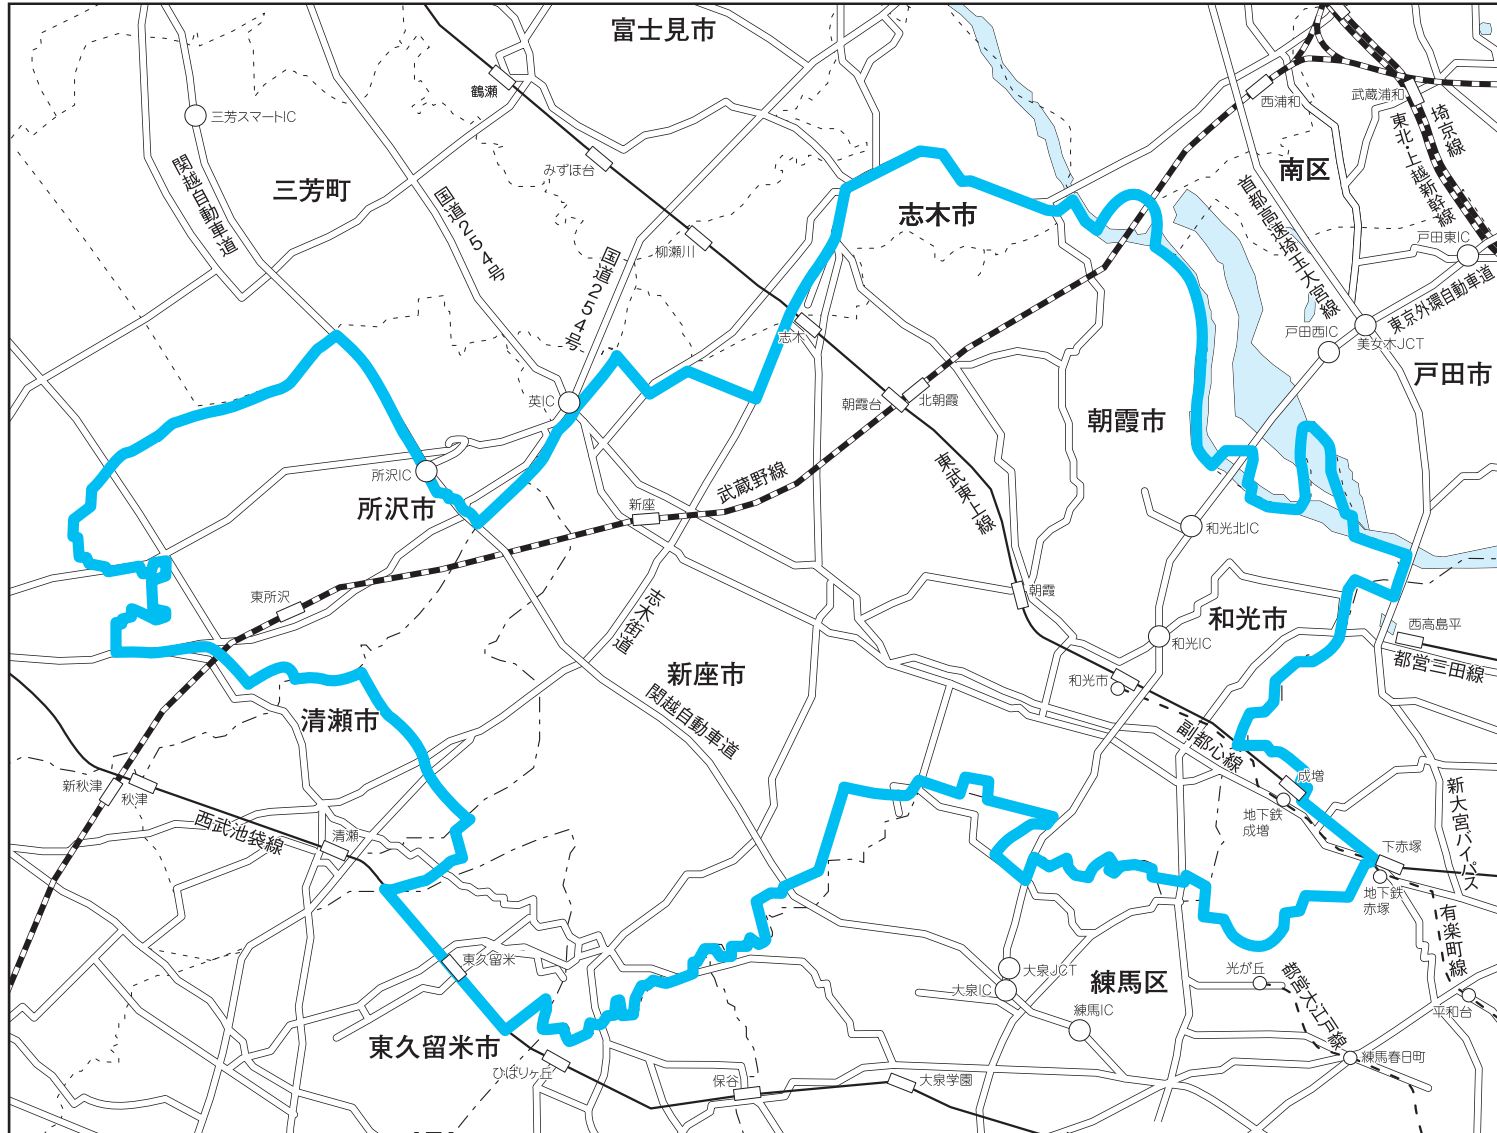 富士見市
鶴瀬
西浦和
武蔵浦和
埼京線
東北・上越新幹線
三芳スマートIC
関越自動車道
三芳町
みずほ台
国道254号
南区
首都高速埼玉大宮線
志木市
柳瀬川
国道254号
戸田東IC
東京外環自動車道
戸田西IC
美女木JCT
志木
戸田市
英IC
朝霞台
北朝霞
朝霞市
所沢IC
所沢市
武蔵野線
東武東上線
新座
和光北IC
東所沢
志木街道
朝霞
和光市
西高島平
和光IC
都営三田線
新座市
和光市
関越自動車道
清瀬市
副都心線
成増
新秋津
秋津
地下鉄
成増
新大宮バイパス
西武池袋線
清瀬
下赤塚
地下鉄
赤塚
有楽町線
東久留米
大泉JCT
光が丘
練馬区
大泉IC
都営大江戸線
練馬IC
平和台
東久留米市
ひばりヶ丘
練馬春日町
保谷
大泉学園